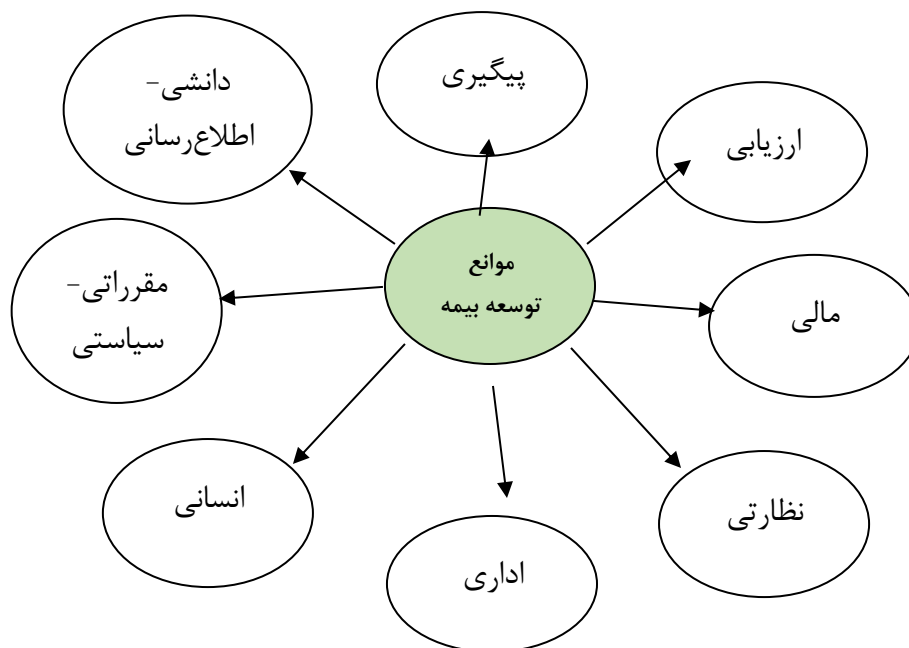 پیگیری
دانشی-
اطلاع‌رسانی
ارزیابی
موانع
توسعه بیمه
مقرراتی-
سیاستی
مالی
انسانی
نظارتی
اداری